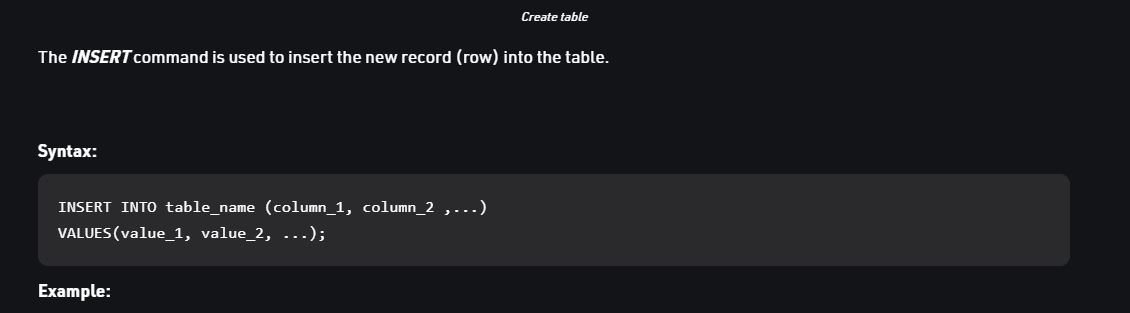 Create table
The INSERT command is used to insert the new record (row) into the table.
Syntax:
INSERT INTO table_name (column_1, column_2 ,...)
VALUES(value_1, value_2, ...);
Example: